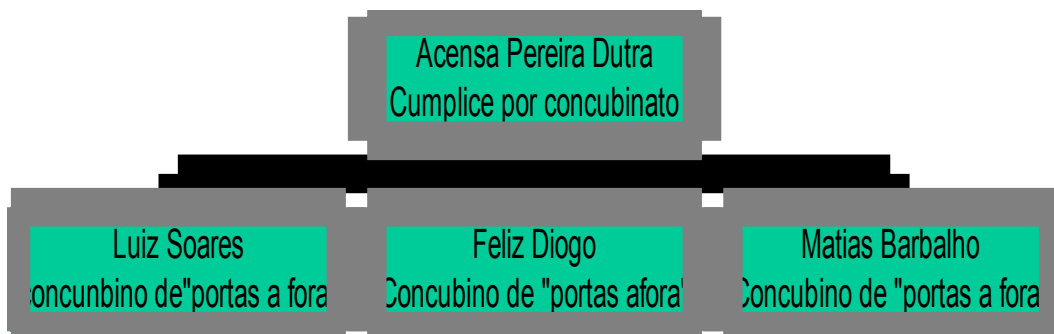 Acensa Pereira Dutra
Cumplice por concubinato
Luiz Soares
concunbino de"portas a fora
Feliz Diogo
Concubino de "portas afora"
Matias Barbalho
Concubino de "portas a fora